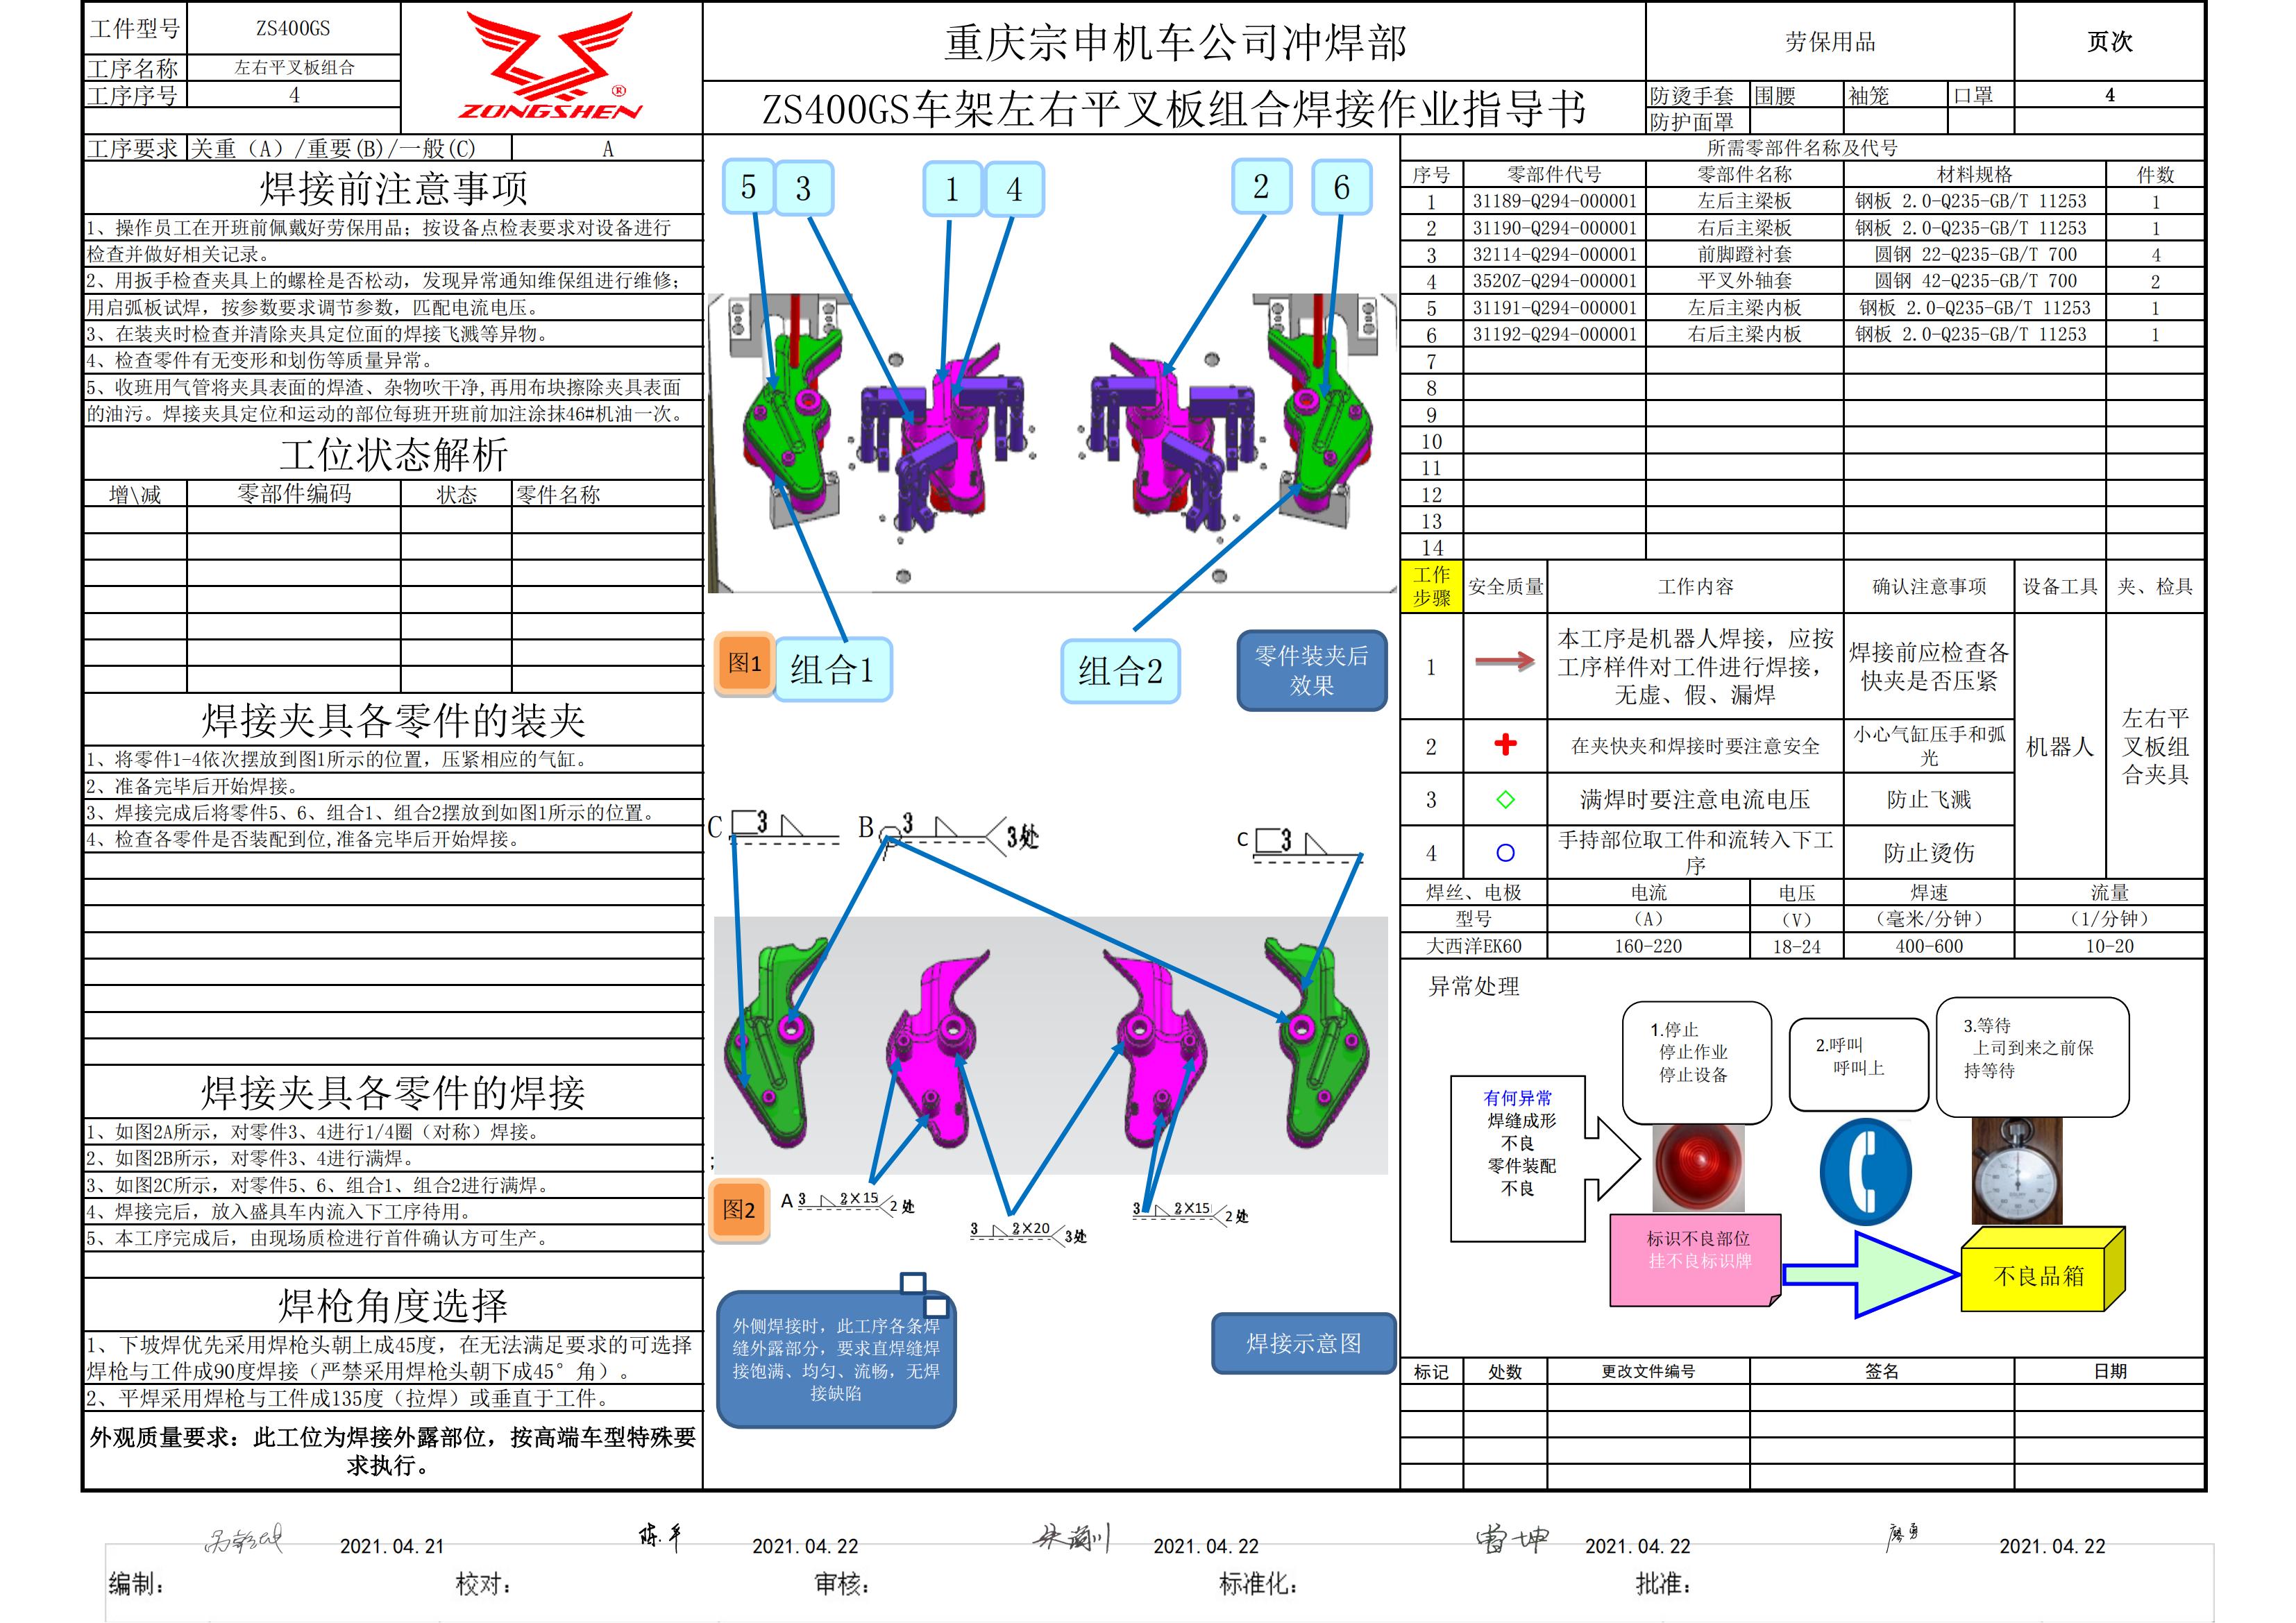 工件型号 ZS400GS
工序名称 左右平叉板组合
工序序号 4
ZONGSHEN®
重庆宗申机车公司冲焊部
ZS400GS车架左右平叉板组合焊接作业指导书
劳保用品 页次
防烫手套 围腰 袖笼 口罩 4
防护面罩
工序要求 关重（A）/重要(B)/一般(C) A
焊接前注意事项
1、操作员工在开班前佩戴好劳保用品；按设备点检表要求对设备进行
检查并做好相关记录。
2、用扳手检查夹具上的螺栓是否松动，发现异常通知维保组进行维修；
用启弧板试焊，按参数要求调节参数，匹配电流电压。
3、在装夹时检查并清除夹具定位面的焊接飞溅等异物。
4、检查零件有无变形和划伤等质量异常。
5、收班用气管将夹具表面的焊渣、杂物吹干净,再用布块擦除夹具表面
的油污。焊接夹具定位和运动的部位每班开班前加注涂抹46#机油一次。
工位状态解析
增\减 零部件编码 状态 零件名称
焊接夹具各零件的装夹
1、将零件1-4依次摆放到图1所示的位置，压紧相应的气缸。
2、准备完毕后开始焊接。
3、焊接完成后将零件5、6、组合1、组合2摆放到如图1所示的位置。
4、检查各零件是否装配到位,准备完毕后开始焊接。
焊接夹具各零件的焊接
1、如图2A所示，对零件3、4进行1/4圈（对称）焊接。
2、如图2B所示，对零件3、4进行满焊。
3、如图2C所示，对零件5、6、组合1、组合2进行满焊。
4、焊接完后，放入盛具车内流入下工序待用。
5、本工序完成后，由现场质检进行首件确认方可生产。
焊枪角度选择
1、下坡焊优先采用焊枪头朝上成45度，在无法满足要求的可选择
焊枪与工件成90度焊接（严禁采用焊枪头朝下成45°角）。
2、平焊采用焊枪与工件成135度（拉焊）或垂直于工件。
外观质量要求：此工位为焊接外露部位，按高端车型特殊要
求执行。
5 3 1 4 2 6
图1 组合1 组合2
零件装夹后
效果
C 3 B 3 3处 C 3
;
图2 A 3 2×15 2处
3 2×20 3处
3 2×15 2处
外侧焊接时，此工序各条焊
缝外露部分，要求直焊缝焊
接饱满、均匀、流畅，无焊
接缺陷
焊接示意图
所需零部件名称及代号
序号 零部件代号 零部件名称 材料规格 件数
1 31189-Q294-000001 左后主梁板 钢板 2.0-Q235-GB/T 11253 1
2 31190-Q294-000001 右后主梁板 钢板 2.0-Q235-GB/T 11253 1
3 32114-Q294-000001 前脚蹬衬套 圆钢 22-Q235-GB/T 700 4
4 3520Z-Q294-000001 平叉外轴套 圆钢 42-Q235-GB/T 700 2
5 31191-Q294-000001 左后主梁内板 钢板 2.0-Q235-GB/T 11253 1
6 31192-Q294-000001 右后主梁内板 钢板 2.0-Q235-GB/T 11253 1
7
8
9
10
11
12
13
14
工作
步骤 安全质量 工作内容 确认注意事项 设备工具 夹、检具
1 本工序是机器人焊接，应按
工序样件对工件进行焊接，
无虚、假、漏焊
焊接前应检查各
快夹是否压紧
2 在夹快夹和焊接时要注意安全
小心气缸压手和弧
光
3 满焊时要注意电流电压 防止飞溅
4 手持部位取工件和流转入下工
序
防止烫伤
机器人
左右平
叉板组
合夹具
焊丝、电极 电流 电压 焊速 流量
型号 （A） （V） （毫米/分钟） （1/分钟）
大西洋EK60 160-220 18-24 400-600 10-20
异常处理
有何异常
焊缝成形
不良
零件装配
不良
1.停止
停止作业
停止设备
2.呼叫
呼叫上
3.等待
上司到来之前保
持等待
标识不良部位
挂不良标识牌
不良品箱
标记 处数 更改文件编号 签名 日期
2021.04.21 陈平 2021.04.22 2021.04.22 雷坤 2021.04.22 廖勇 2021.04.22
编制： 校对： 审核： 标准化： 批准：